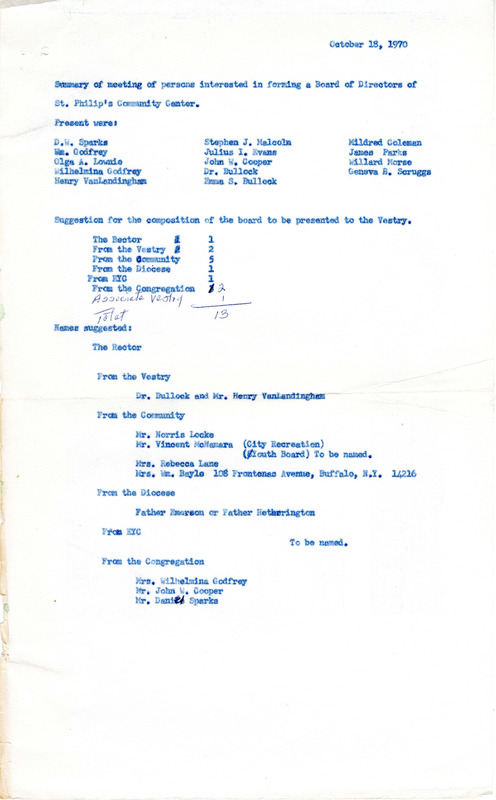 October 18, 1970
Summary of meeting of persons interested in forming a Board of Directors of
St. Philip's Community Center.
Present were:
D.W. Sparks Stephen J. Malcolm Mildred Coleman
Wm. Godfrey Julius I. Evans James Parks
Olga A. Lownie John W. Cooper Willard Morse
Wilhelmina Godfrey Dr. Bullock Geneva B. Scruggs
Henry VanLandingham Emma S. Bullock
Suggestion for the composition of the board to be presented to the Vestry.
The Rector 1
From the Vestry 2
From the Community 5
From the Diocese 1
From EYC 1
From the Congregation 2
Associate Vestry 1
Total 13
Names suggested:
The Rector
From the Vestry
Dr. Bullock and Mr. Henry VanLandingham
From the Community
Mr. Norris Locke
Mr. Vincent McNamara (City Recreation)
(Youth Board) To be named.
Mrs. Rebecca Lane
Mrs. Wm. Bayle 108 Frontenac Avenue, Buffalo, N.Y. 14216
From the Diocese
Father Emerson or Father Hetherington
From EYC
To be named.
From the Congregation
Mrs. Wilhelmina Godfrey
Mr. John W. Cooper
Mr. Daniel Sparks